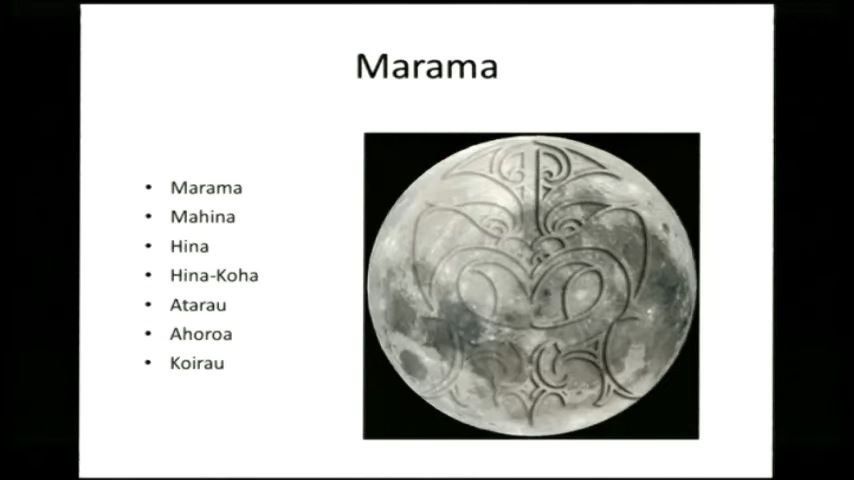 Marama
• Marama
• Mahina
• Hina
• Hina-Koha
• Atarau
• Ahoroa
• Koirau